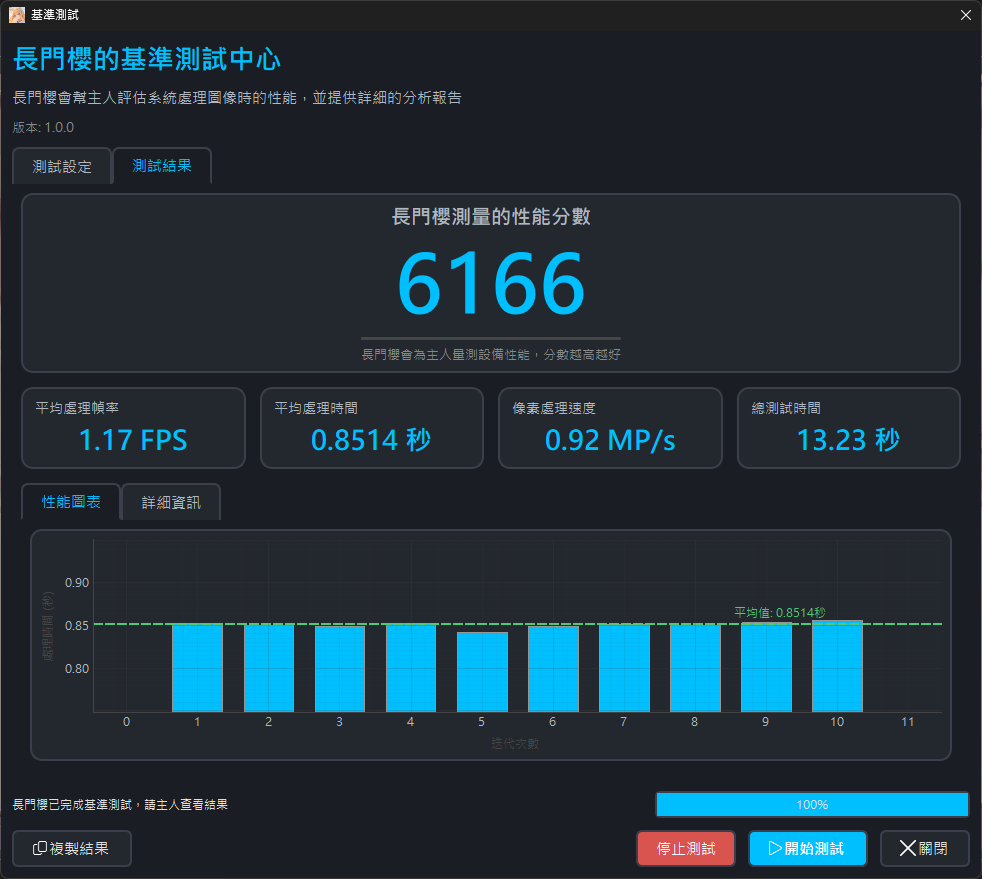 基準測試
長門櫻的基準測試中心
長門櫻會幫主人評估系統處理圖像時的性能，並提供詳細的分析報告
版本: 1.0.0
測試設定
測試結果
長門櫻測量的性能分數
6166
長門櫻會為主人量測設備性能，分數越高越好
平均處理幀率
1.17 FPS
平均處理時間
0.8514 秒
像素處理速度
0.92 MP/s
總測試時間
13.23 秒
性能圖表
詳細資訊
處理時間 (秒)
0.90
0.85
0.80
平均值: 0.8514秒
0 1 2 3 4 5 6 7 8 9 10 11
迭代次數
長門櫻已完成基準測試，請主人查看結果
100%
複製結果
停止測試
開始測試
關閉